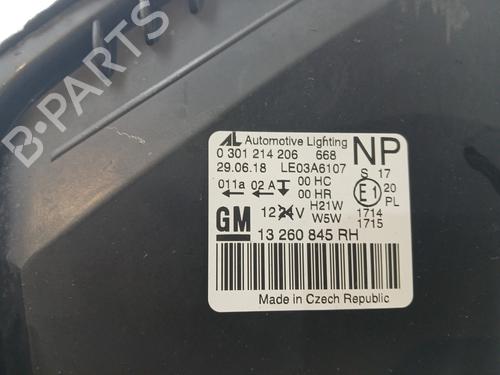 B-Parts
AL Automotive Lighting NP
0 301 214 206 668
29.06.18 LE03A6107 S 17
011a 02 A 00 HC E1 20
00 HR PL
GM 12 24V H21W 1714
W5W 1715
13 260 845 RH
Made in Czech Republic